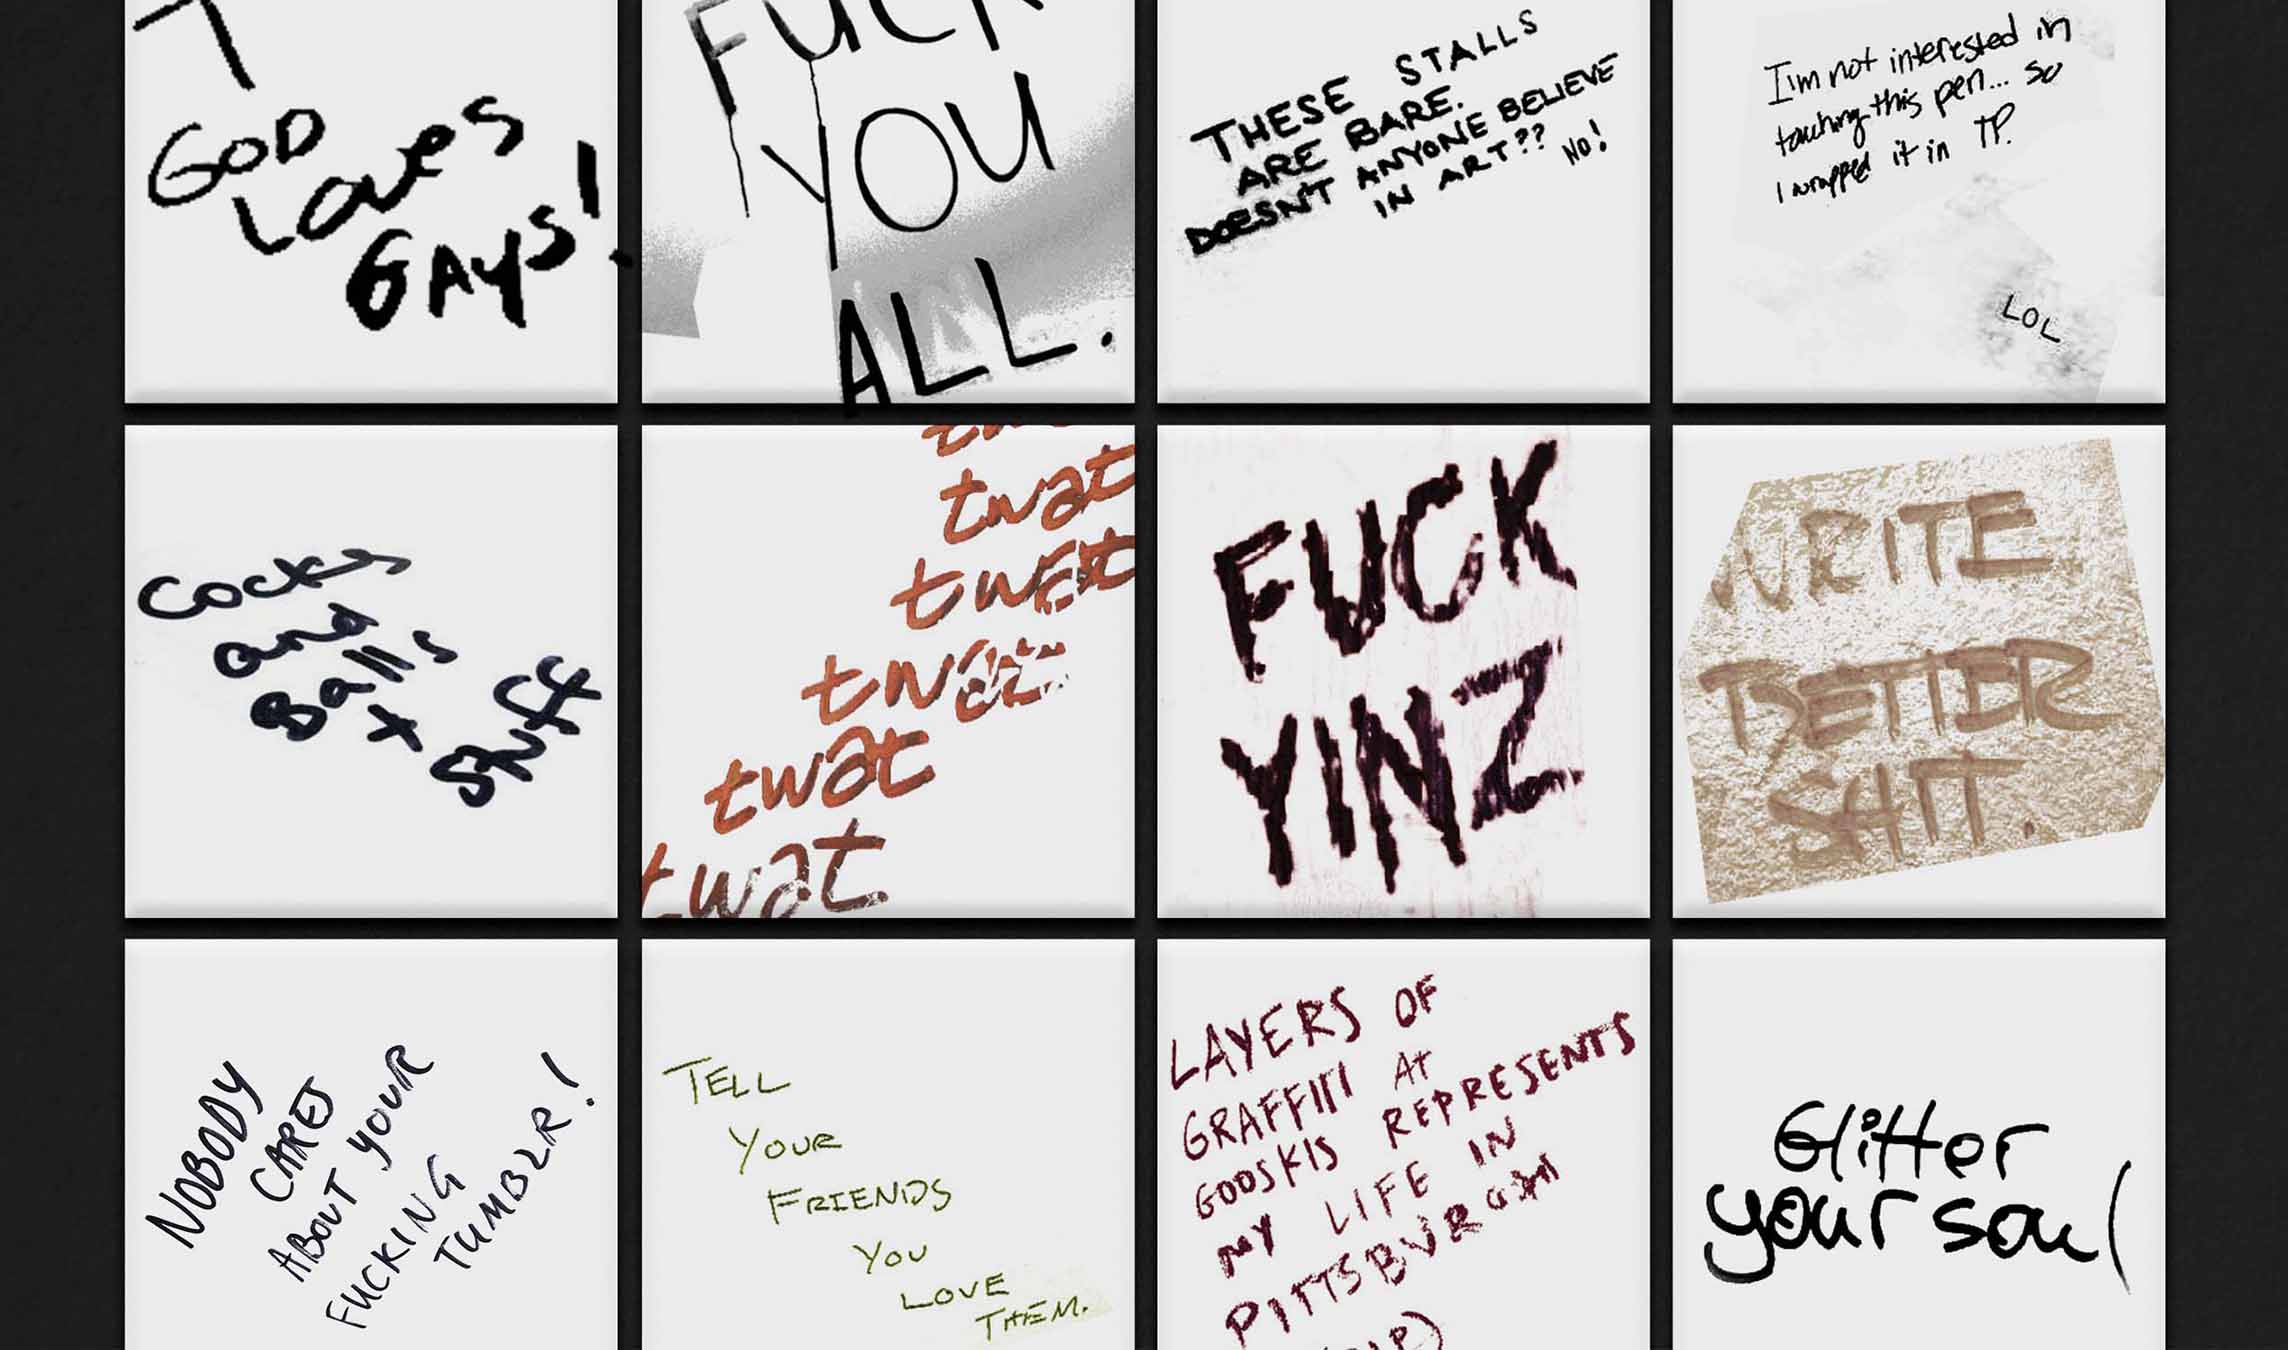 GOD
Loves
GAYS!
FUCK
YOU
ALL.
THESE STALLS
ARE BARE.
DOESN'T ANYONE BELIEVE
IN ART?? NO!
I'm not interested in
touching this pen... so
I wrapped it in TP.
LOL
Cocks
and
Balls
+
twat
twat
twat
twat
twat
FUCK
YINZ
WRITE
BETTER
SHIT.
NOBODY
CARES
ABOUT YOUR
FUCKING
TUMBLR!
TELL
YOUR
FRIENDS
YOU
LOVE
THEM.
LAYERS OF
GRAFFITI AT
GOOSKIS REPRESENTS
MY LIFE IN
PITTSBURGH
Glitter
your soul